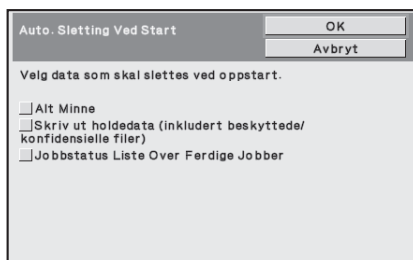 Auto. Sletting Ved Start
OK
Avbryt
Velg data som skal slettes ved oppstart.
Alt Minne
Skriv ut holdedata (inkludert beskyttede/
konfidensielle filer)
Jobbstatus Liste Over Ferdige Jobber